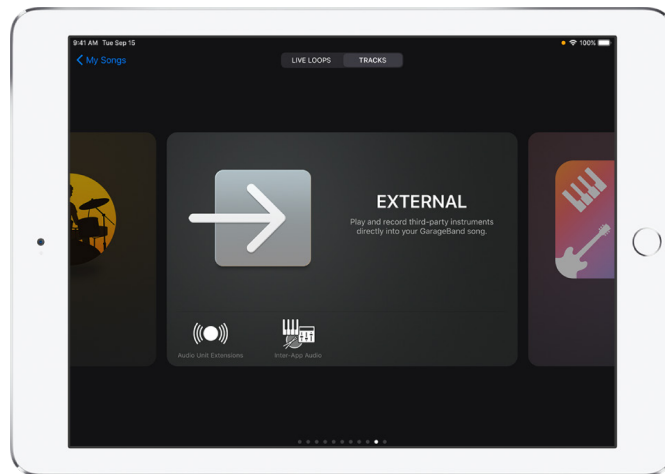 9:41 AM Tue Sep 15
100%
My Songs
LIVE LOOPS
TRACKS
EXTERNAL
Play and record third-party instruments
directly into your GarageBand song.
Audio Unit Extensions
Inter-App Audio